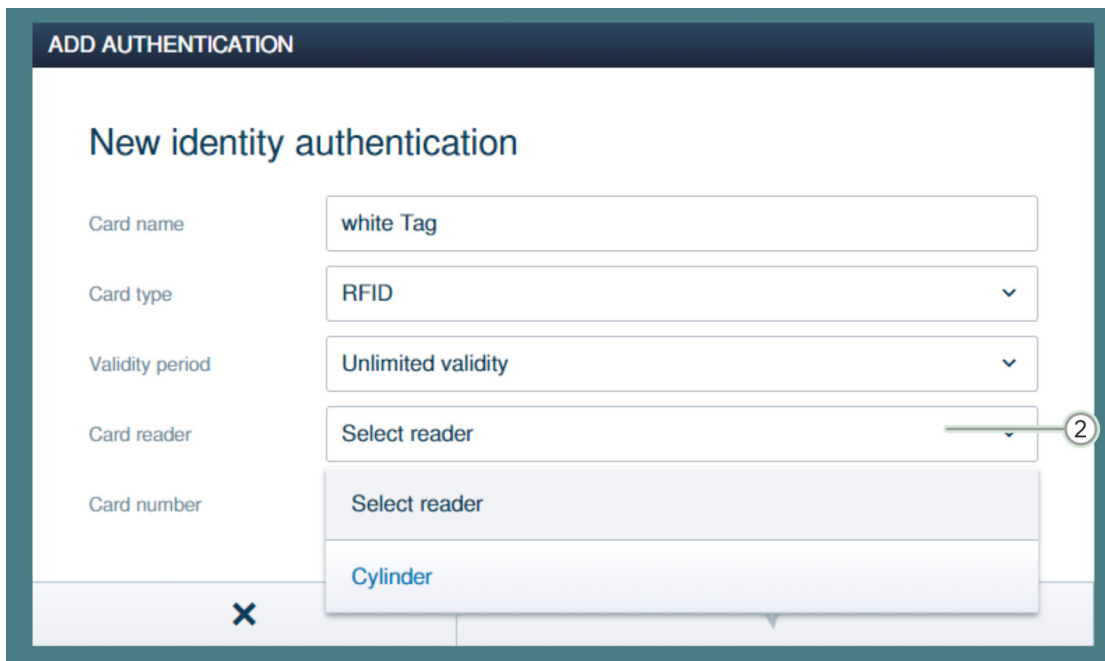 ADD AUTHENTICATION
New identity authentication
Card name white Tag
Card type RFID
Validity period Unlimited validity
Card reader Select reader 2
Card number Select reader
Cylinder